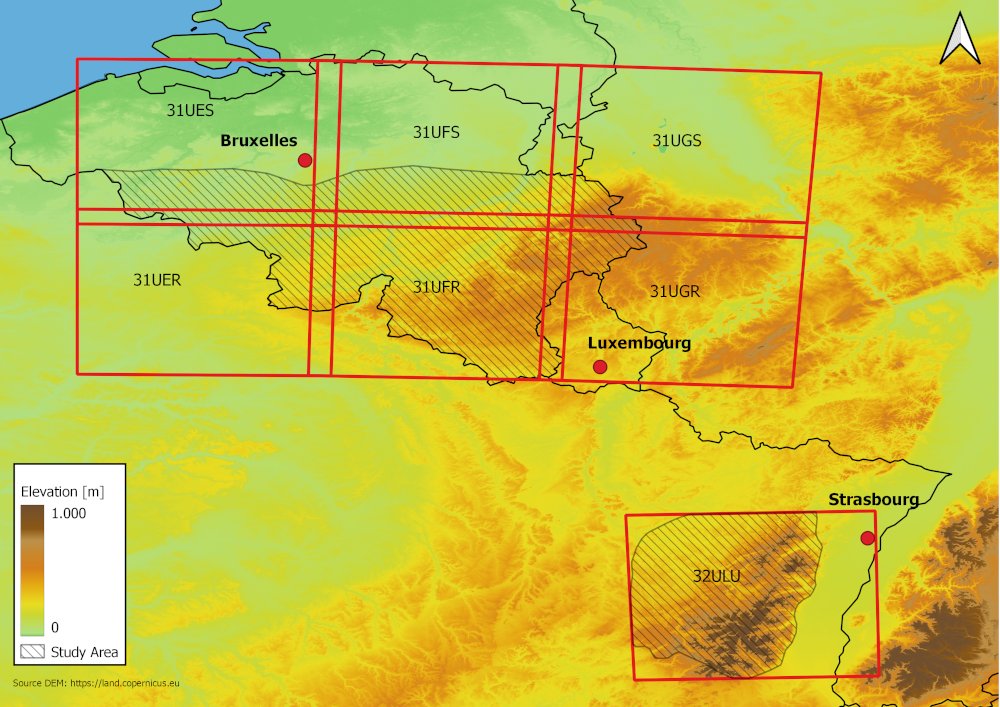 31UES
Bruxelles
31UFS
31UGS
31UER
31UFR
31UGR
Luxembourg
Elevation [m]
1.000
0
Study Area
Strasbourg
32ULU
Source DEM: https://land.copernicus.eu